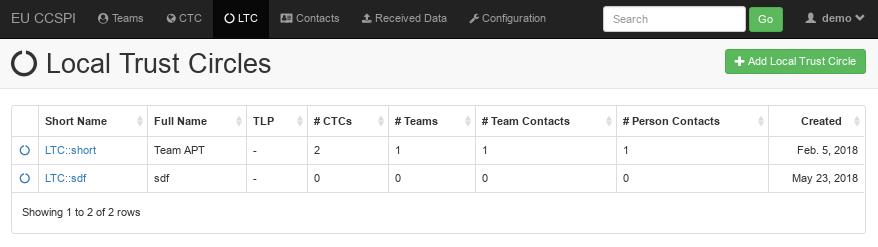 EU CCSPI Teams CTC LTC Contacts Received Data Configuration Search Go demo
Local Trust Circles Add Local Trust Circle
Short Name Full Name TLP # CTCs # Teams # Team Contacts # Person Contacts Created
LTC::short Team APT - 2 1 1 1 Feb. 5, 2018
LTC::sdf sdf - 0 0 0 0 May 23, 2018
Showing 1 to 2 of 2 rows